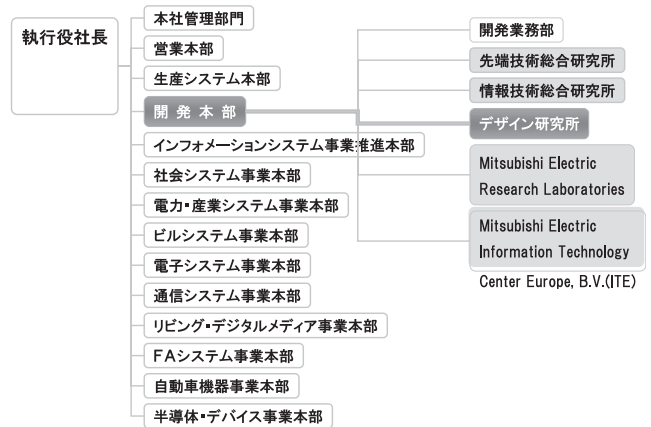 執行役社長
本社管理部門
営業本部
生産システム本部
開発本部
インフォメーションシステム事業推進本部
社会システム事業本部
電力・産業システム事業本部
ビルシステム事業本部
電子システム事業本部
通信システム事業本部
リビング・デジタルメディア事業本部
FAシステム事業本部
自動車機器事業本部
半導体・デバイス事業本部
開発業務部
先端技術総合研究所
情報技術総合研究所
デザイン研究所
Mitsubishi Electric
Research Laboratories
Mitsubishi Electric
Information Technology
Center Europe, B.V.(ITE)